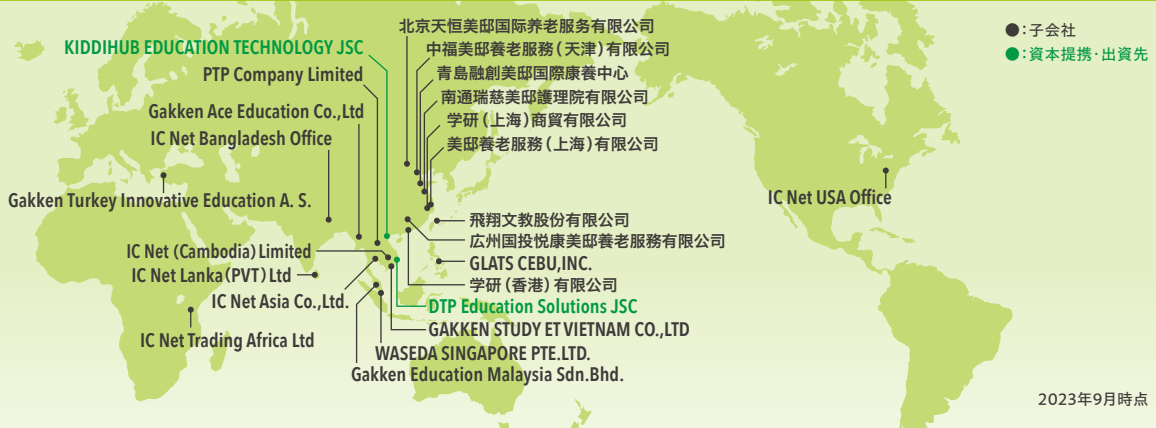 北京天恒美邸国际养老服务有限公司
●：子会社
KIDDIHUB EDUCATION TECHNOLOGY JSC
中福美邸養老服務（天津）有限公司
●：資本提携・出資先
PTP Company Limited
青島融創美邸国際康養中心
南通瑞慈美邸護理院有限公司
Gakken Ace Education Co.,Ltd
学研（上海）商貿有限公司
IC Net Bangladesh Office
美邸養老服務（上海）有限公司
Gakken Turkey Innovative Education A. S.
IC Net USA Office
飛翔文教股份有限公司
広州国投悦康美邸養老服務有限公司
IC Net (Cambodia) Limited
GLATS CEBU,INC.
IC Net Lanka（PVT）Ltd
学研（香港）有限公司
IC Net Asia Co.,Ltd.
DTP Education Solutions JSC
GAKKEN STUDY ET VIETNAM CO.,LTD
IC Net Trading Africa Ltd
WASEDA SINGAPORE PTE.LTD.
Gakken Education Malaysia Sdn.Bhd.
2023年9月時点